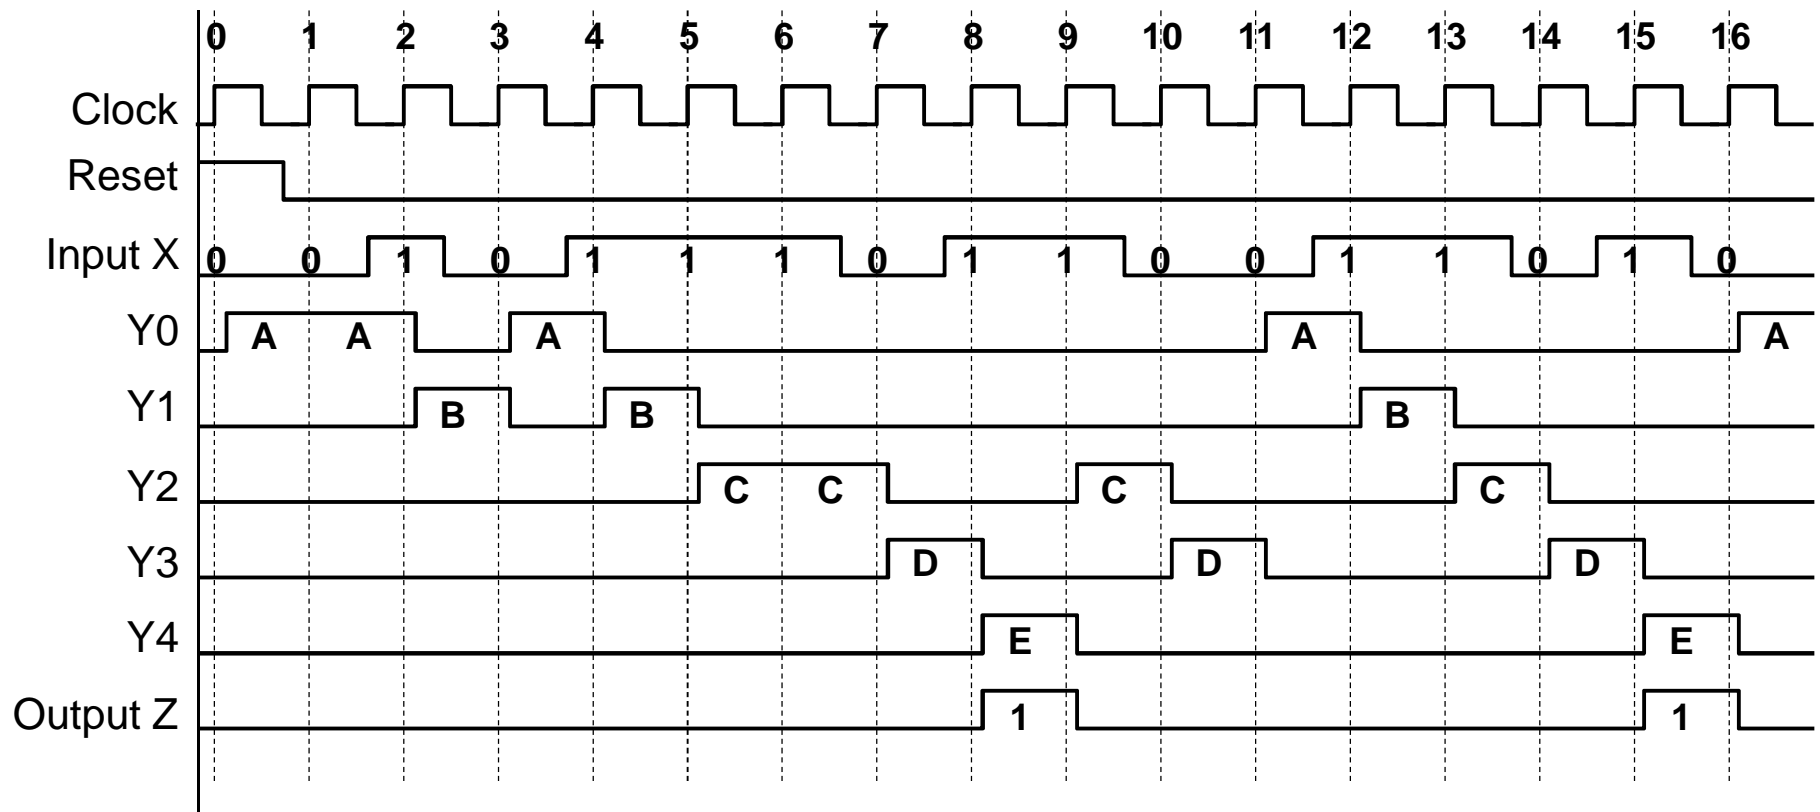 0 1 2 3 4 5 6 7 8 9 10 11 12 13 14 15 16
Clock
Reset
Input X 0 0 1 0 1 1 1 0 1 1 0 0 1 1 0 1 0
Y0 A A A A A
Y1 B B B
Y2 C C C C
Y3 D D D
Y4 E E
Output Z 1 1